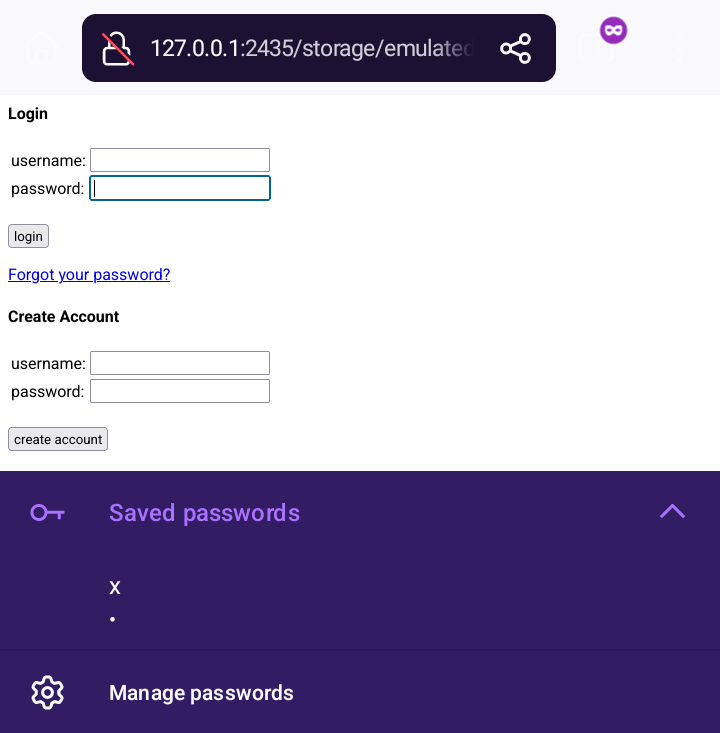 127.0.0.1:2435/storage/emulated
Login
username:
password:
login
Forgot your password?
Create Account
username:
password:
create account
Saved passwords
X
•
Manage passwords